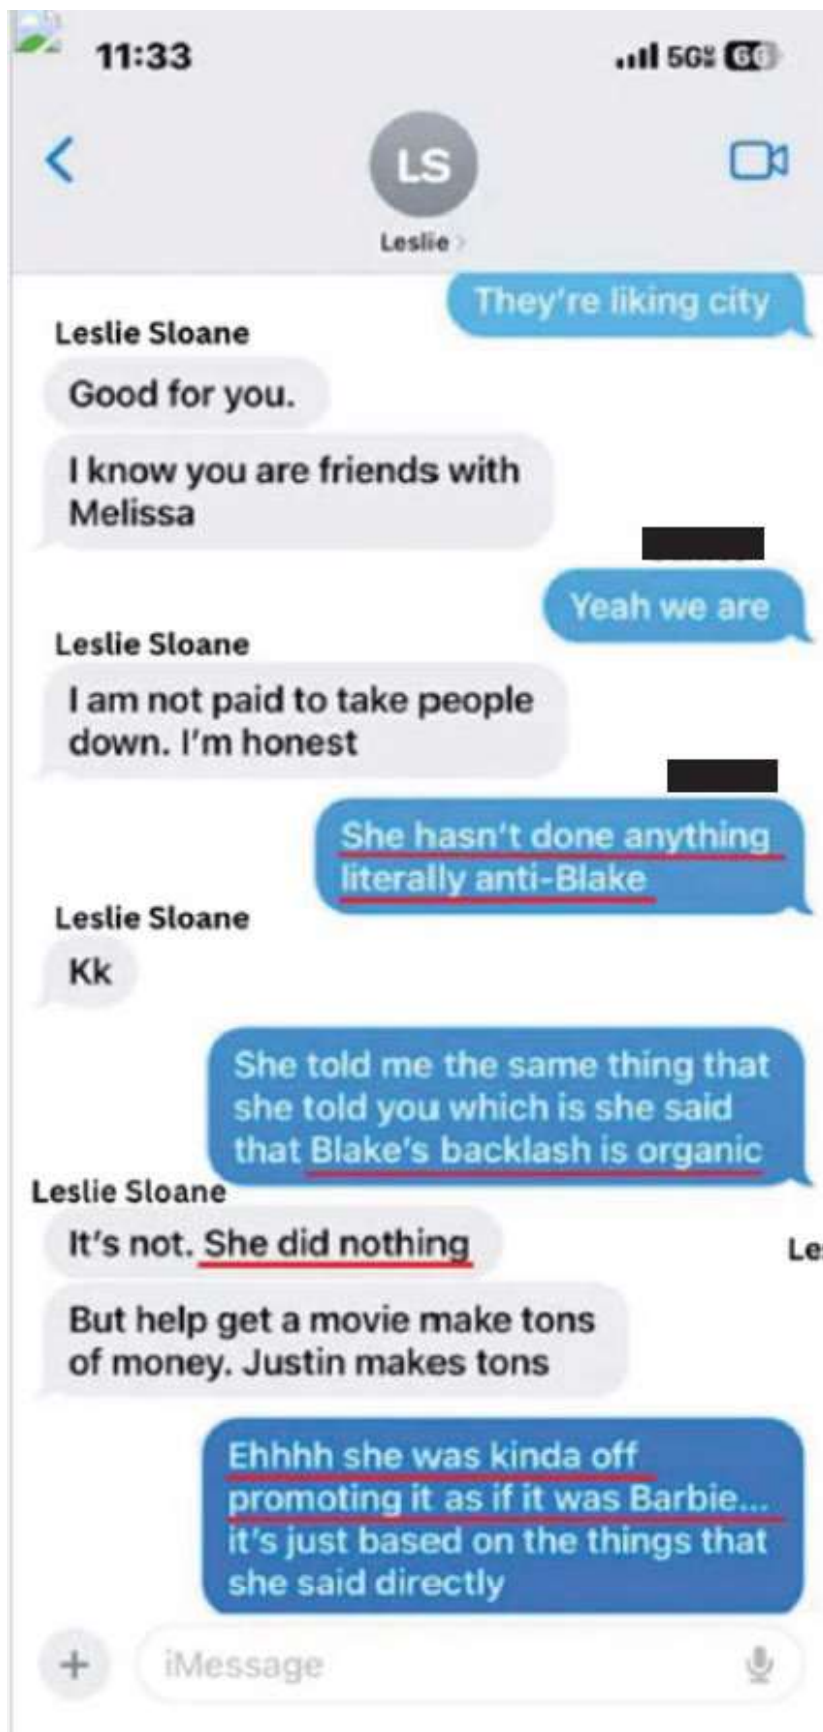 11:33
5G
LS
Leslie
They're liking city
Leslie Sloane
Good for you.
I know you are friends with
Melissa
Yeah we are
Leslie Sloane
I am not paid to take people
down. I'm honest
She hasn't done anything
literally anti-Blake
Leslie Sloane
Kk
She told me the same thing that
she told you which is she said
that Blake's backlash is organic
Leslie Sloane
It's not. She did nothing
Le
But help get a movie make tons
of money. Justin makes tons
Ehhhh she was kinda off
promoting it as if it was Barbie...
it's just based on the things that
she said directly
iMessage